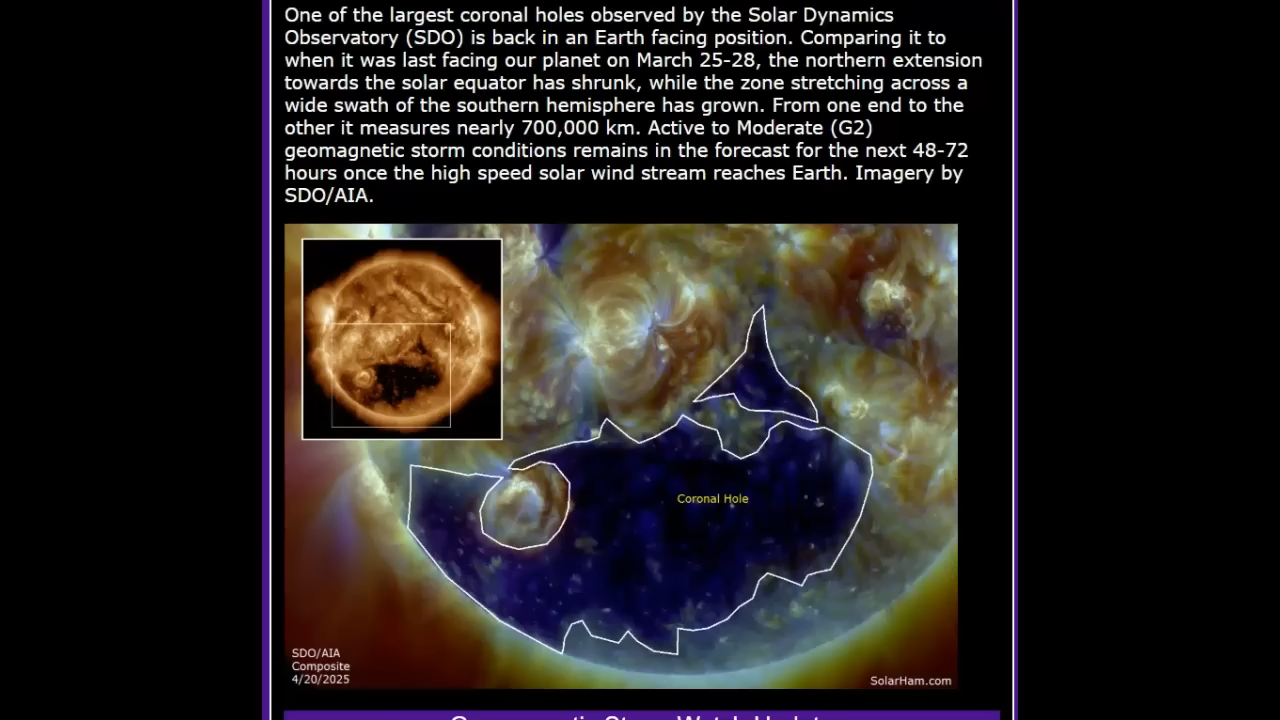 One of the largest coronal holes observed by the Solar Dynamics
Observatory (SDO) is back in an Earth facing position. Comparing it to
when it was last facing our planet on March 25-28, the northern extension
towards the solar equator has shrunk, while the zone stretching across a
wide swath of the southern hemisphere has grown. From one end to the
other it measures nearly 700,000 km. Active to Moderate (G2)
geomagnetic storm conditions remains in the forecast for the next 48-72
hours once the high speed solar wind stream reaches Earth. Imagery by
SDO/AIA.
Coronal Hole
SDO/AIA
Composite
4/20/2025
SolarHam.com
Geomagnetic Storm Watch Update